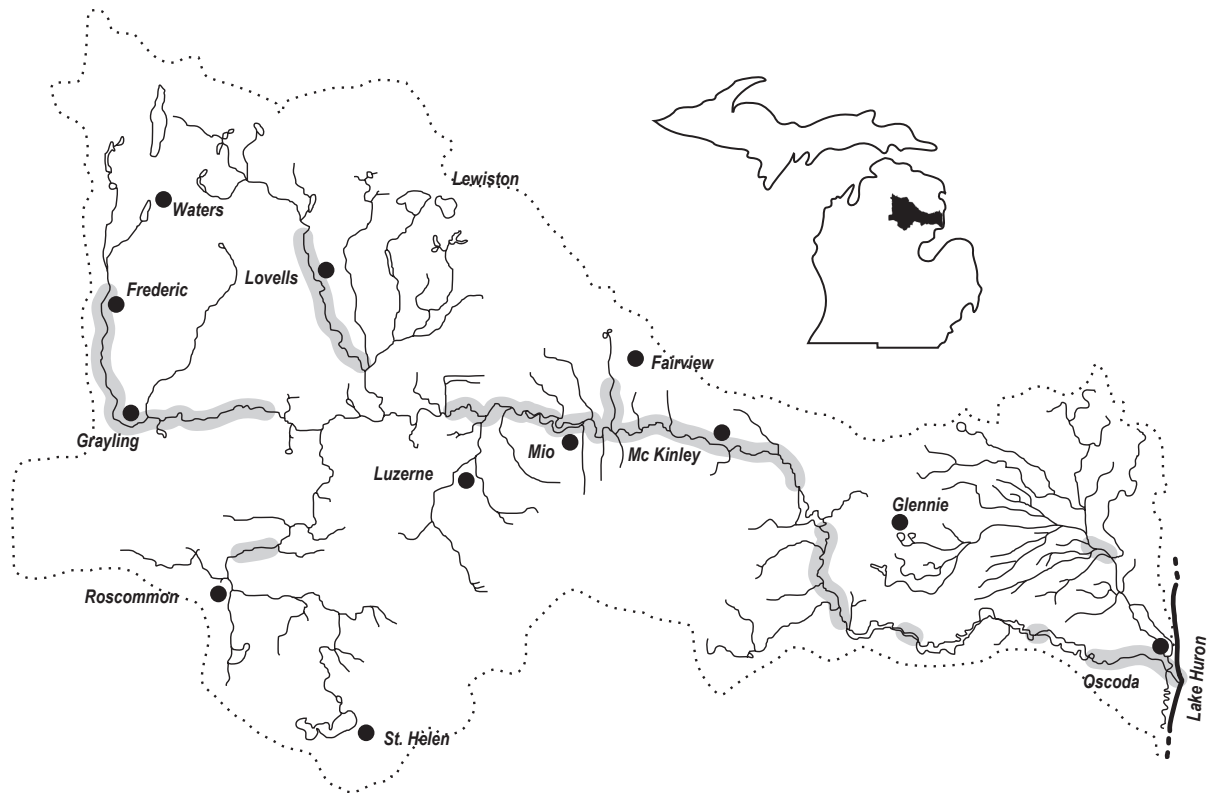 Lewiston
Waters
Lovells
Frederic
Fairview
Grayling
Mio
Mc Kinley
Luzerne
Glennie
Roscommon
Oscoda
Lake Huron
St. Helen